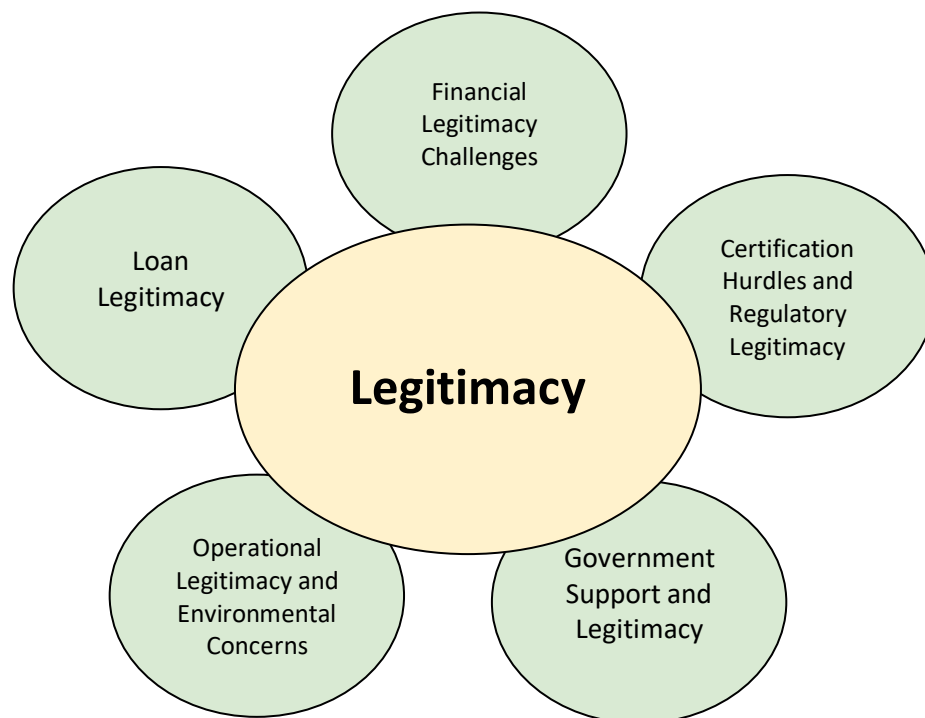 Financial
Legitimacy
Challenges
Loan
Legitimacy
Certification
Hurdles and
Regulatory
Legitimacy
Legitimacy
Operational
Legitimacy and
Environmental
Concerns
Government
Support and
Legitimacy